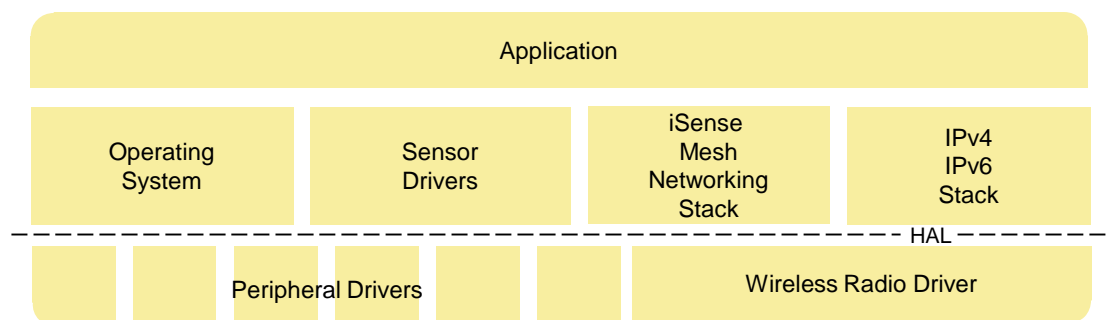 Application
Operating
System
Sensor
Drivers
iSense
Mesh
Networking
Stack
IPv4
IPv6
Stack
HAL
Peripheral Drivers
Wireless Radio Driver